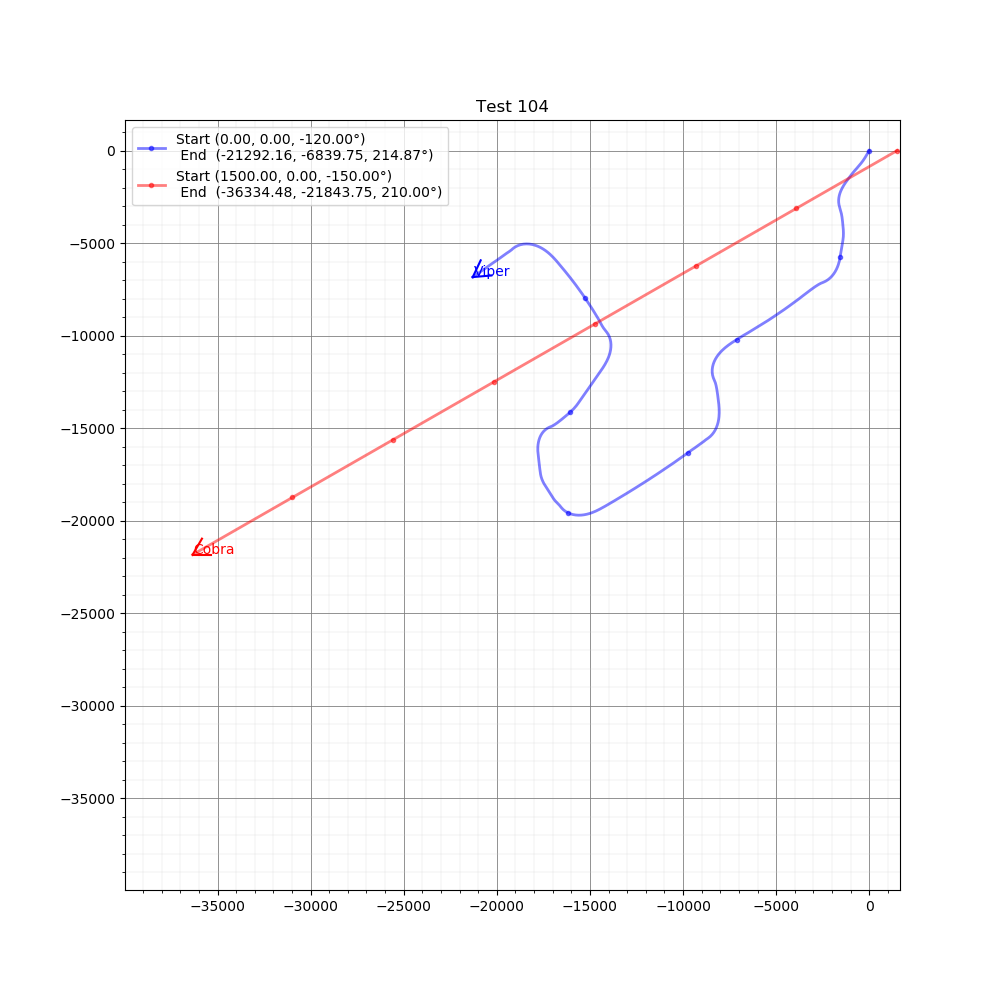 Test 104
Start (0.00, 0.00, -120.00°)
End (-21292.16, -6839.75, 214.87°)
Start (1500.00, 0.00, -150.00°)
End (-36334.48, -21843.75, 210.00°)
0
−5000
−10000
−15000
−20000
−25000
−30000
−35000
Viper
Cobra
−35000 −30000 −25000 −20000 −15000 −10000 −5000 0